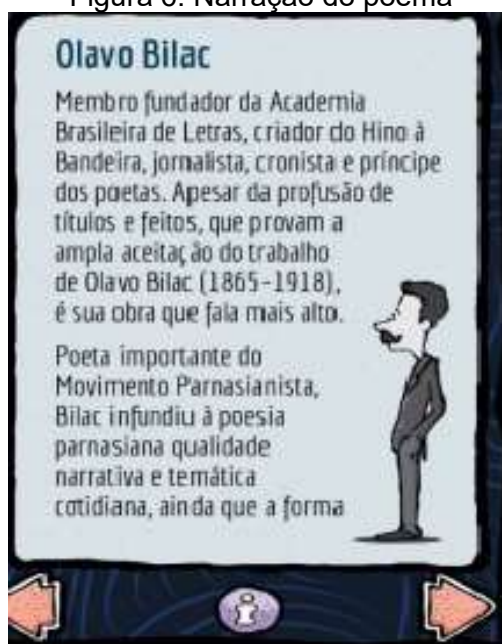 Figura 6: Narração do poema
Olavo Bilac
Membro fundador da Academia
Brasileira de Letras, criador do Hino à
Bandeira, jornalista, cronista e príncipe
dos poetas. Apesar da profusão de
títulos e feitos, que provam a
ampla aceitação do trabalho
de Olavo Bilac (1865-1918),
é sua obra que fala mais alto.
Poeta importante do
Movimento Parnasianista,
Bilac infundiu à poesia
parnasiana qualidade
narrativa e temática
cotidiana, ainda que a forma
i